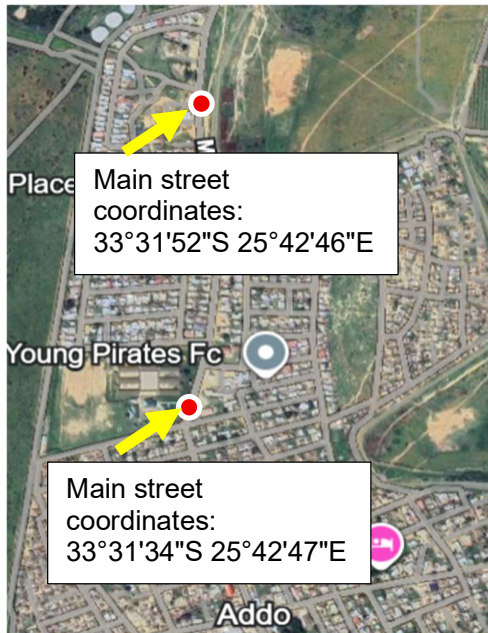 M
Place
Main street
coordinates:
33°31'52"S 25°42'46"E
Young Pirates Fc
Main street
coordinates:
33°31'34"S 25°42'47"E
Addo